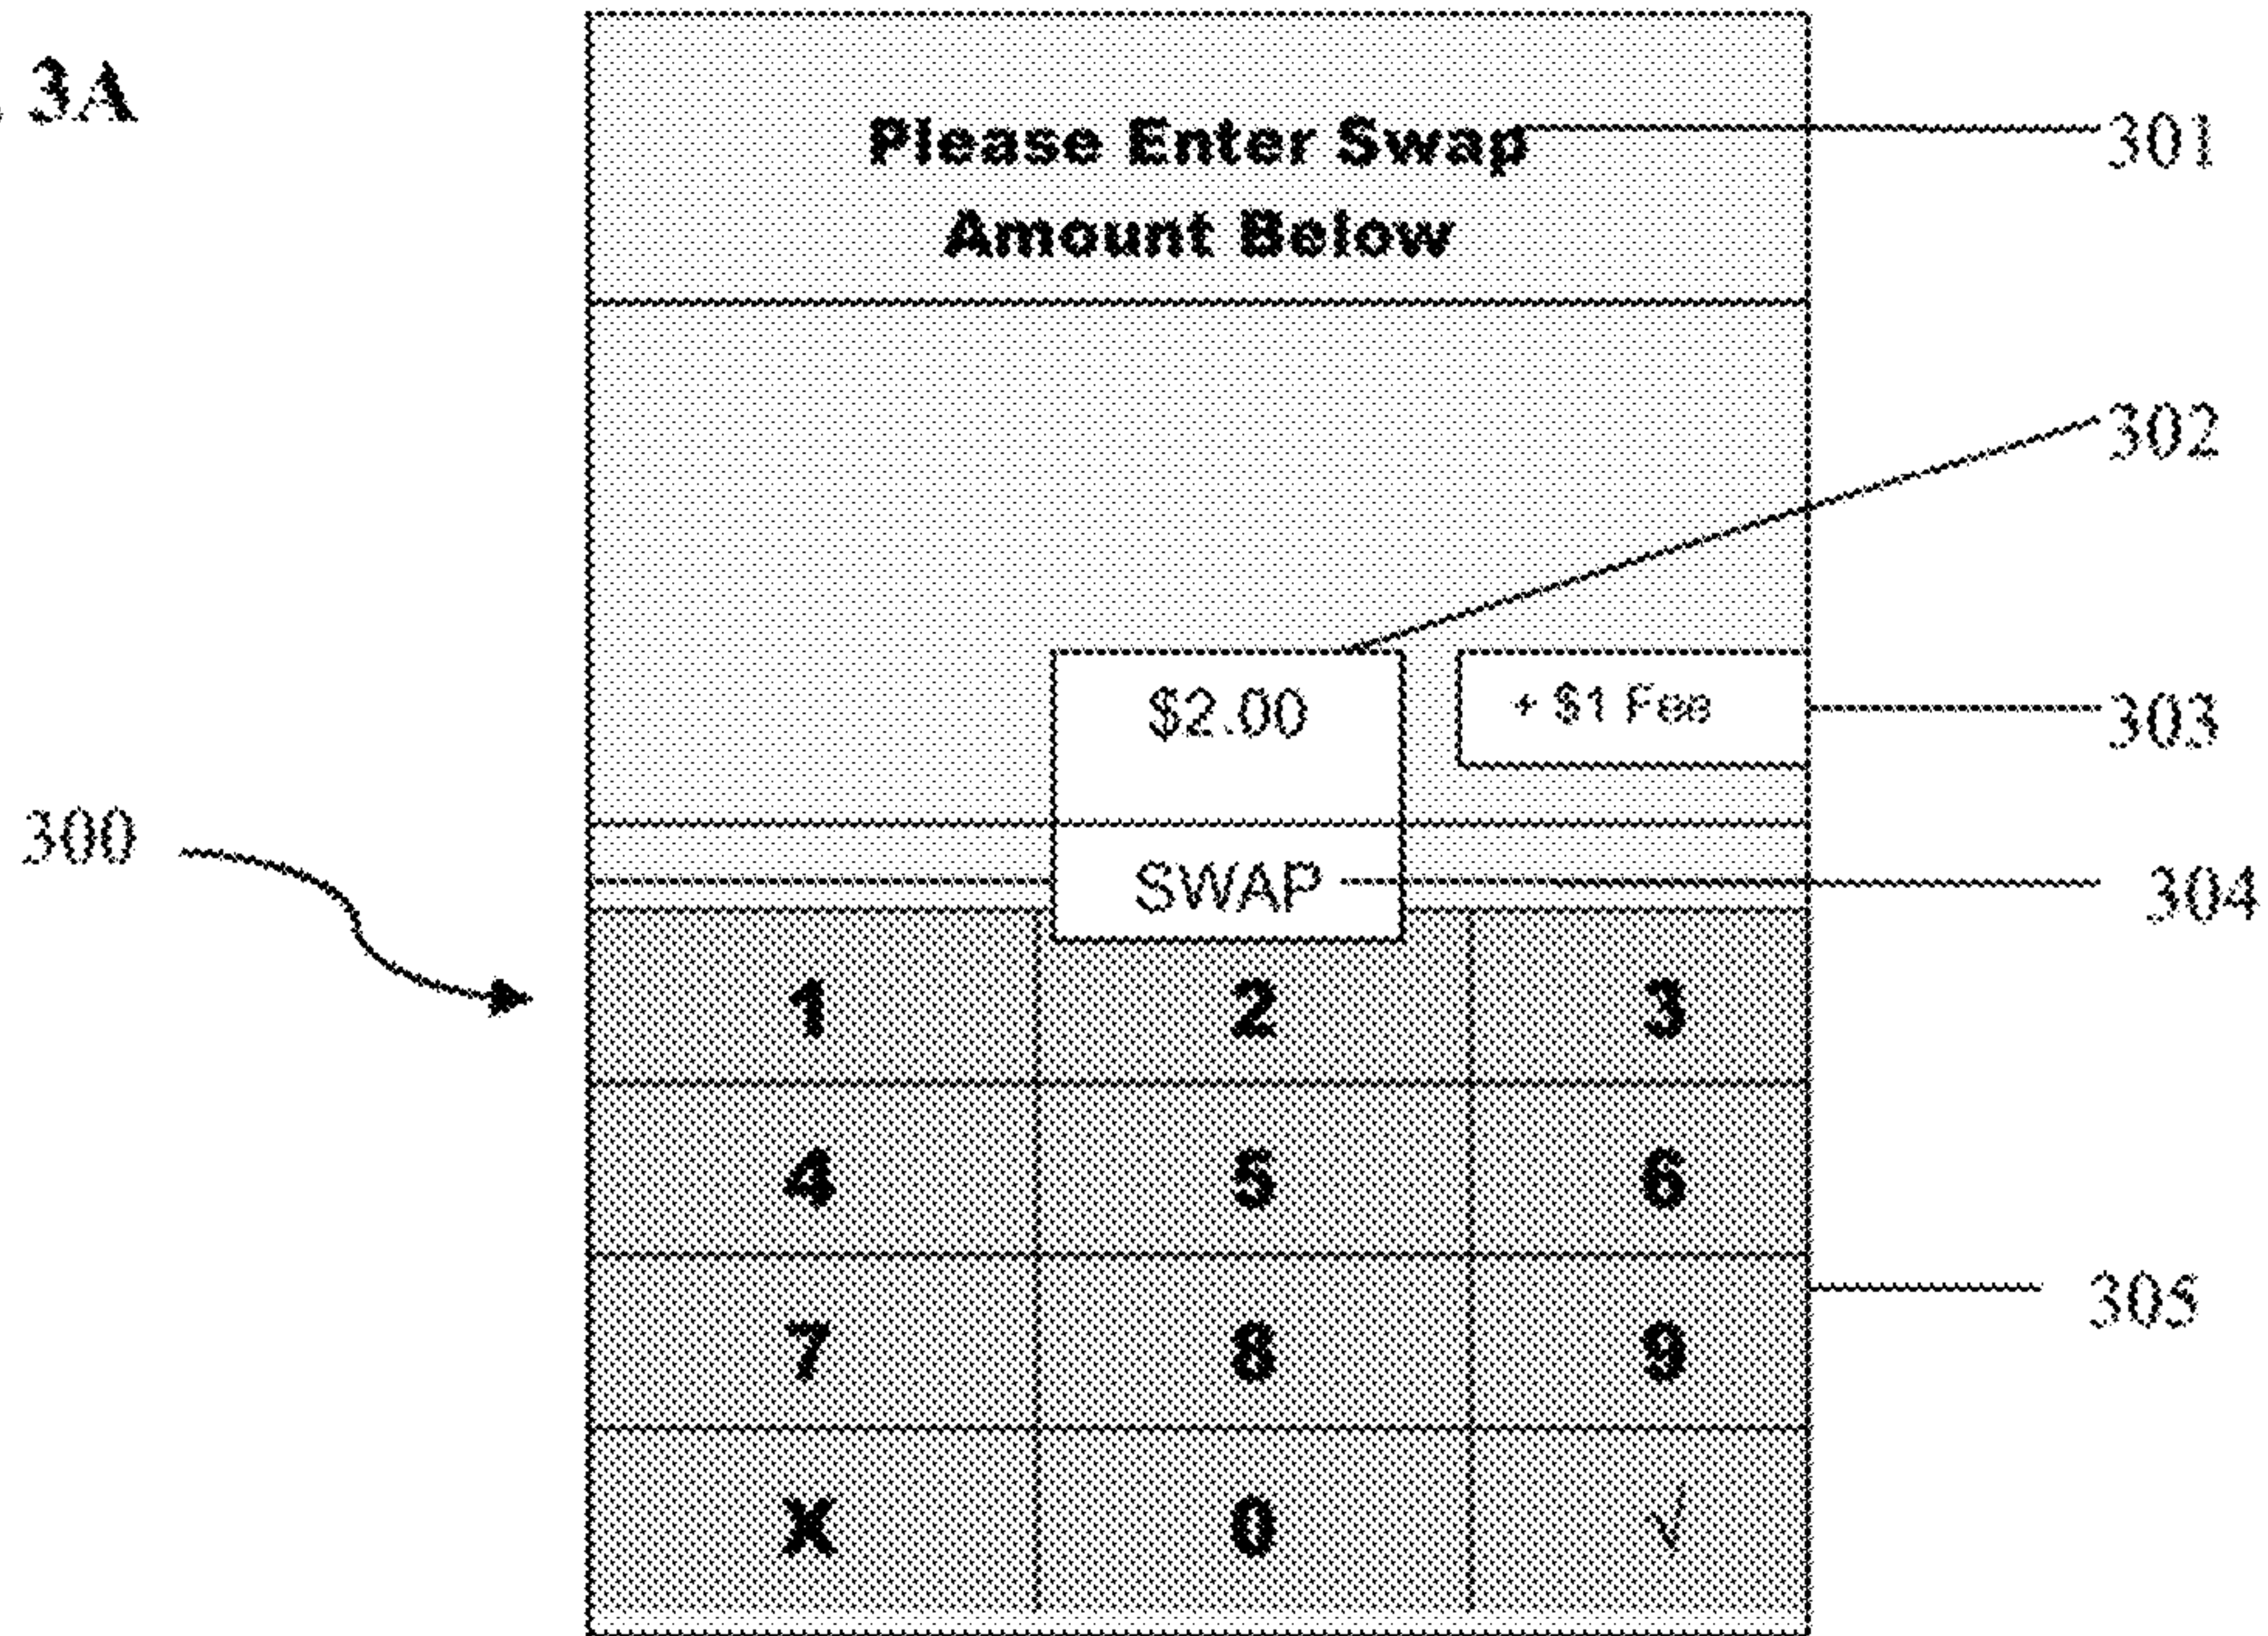 3A
Please Enter Swap
Amount Below
301
302
$2.00
+ $1 Fee
303
300
SWAP
304
1 2 3
4 5 6
305
7 8 9
X 0 √